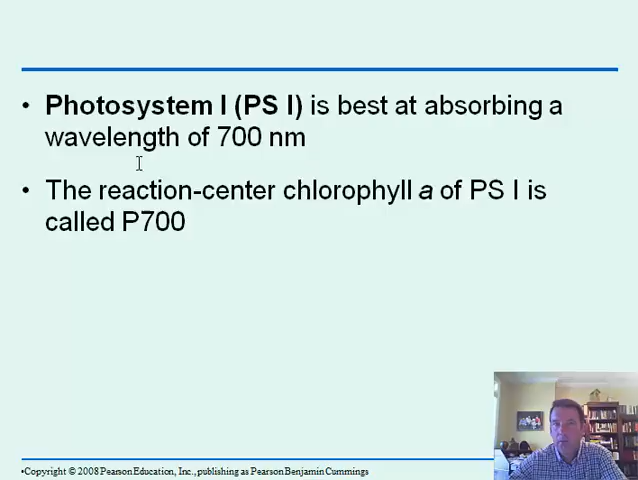 • Photosystem I (PS I) is best at absorbing a
wavelength of 700 nm
• The reaction-center chlorophyll a of PS I is
called P700
•Copyright © 2008 Pearson Education, Inc., publishing as Pearson Benjamin Cummings